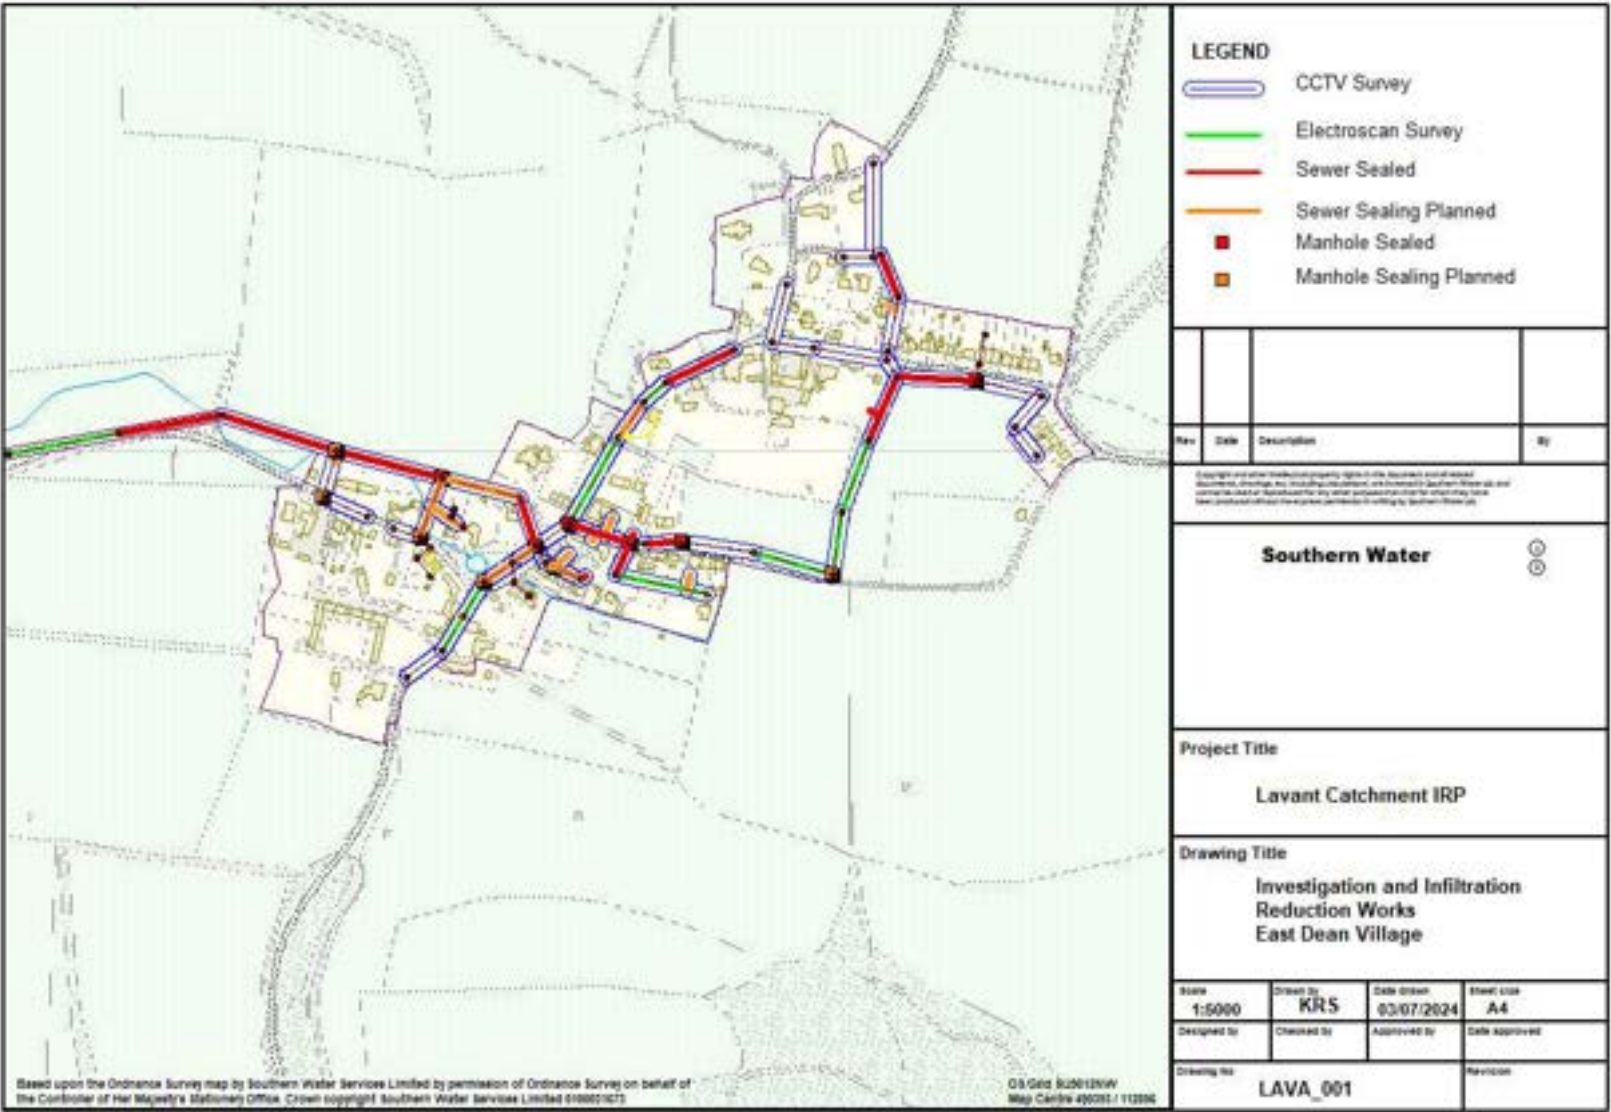 LEGEND
CCTV Survey
Electroscan Survey
Sewer Sealed
Sewer Sealing Planned
Manhole Sealed
Manhole Sealing Planned
Rev Date Description By
Southern Water
Project Title
Lavant Catchment IRP
Drawing Title
Investigation and Infiltration
Reduction Works
East Dean Village
Scale Drawn by Date drawn Sheet size
1:5000 KRS 03/07/2024 A4
Designed by Checked by Approved by Date approved
Drawing No Revision
LAVA_001
Based upon the Ordnance Survey map by Southern Water Services Limited by permission of Ordnance Survey on behalf of
the Controller of Her Majesty's Stationery Office. Crown copyright Southern Water Services Limited
OS Grid
Map Centre